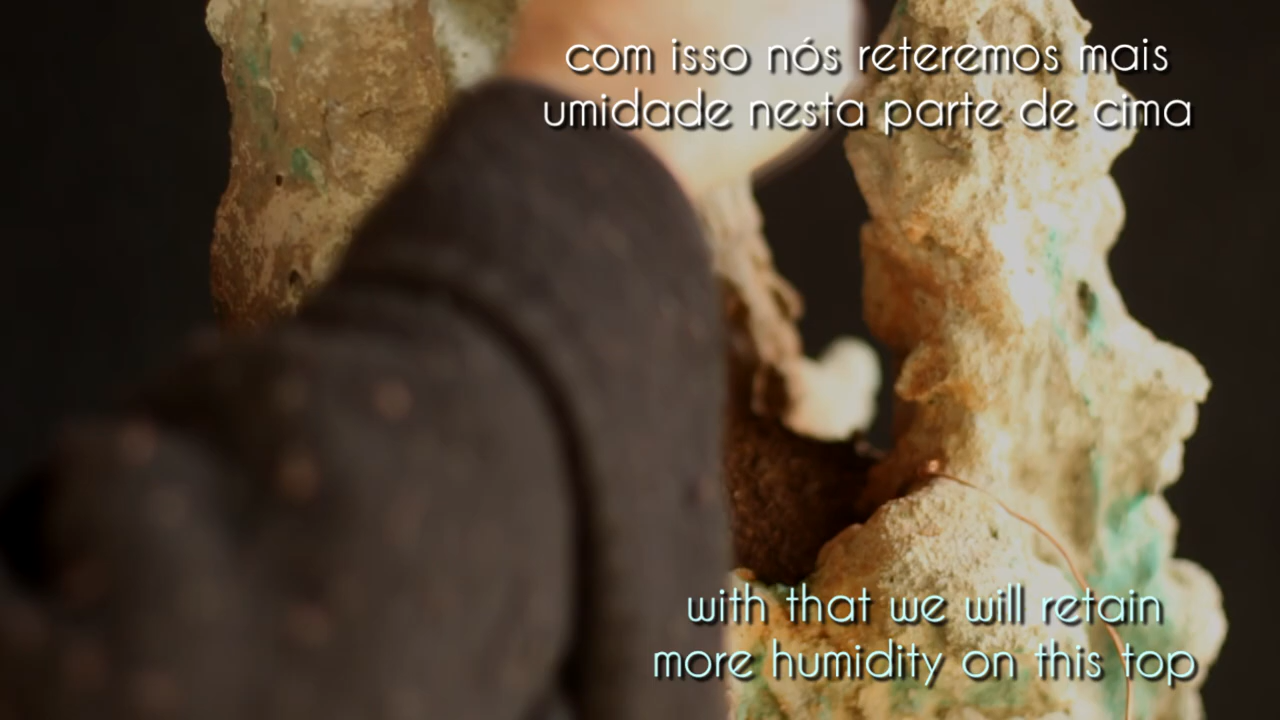 com isso nós reteremos mais
umidade nesta parte de cima
with that we will retain
more humidity on this top